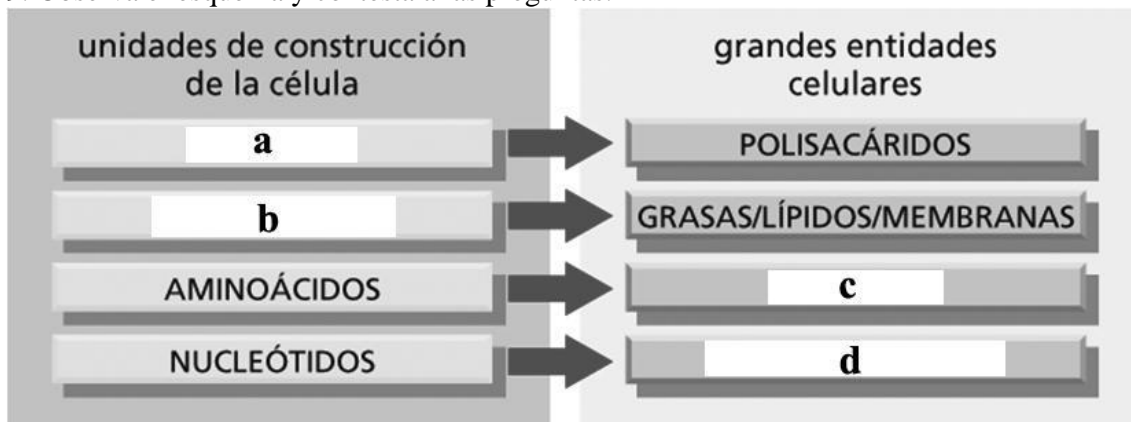 unidades de construcción
de la célula
grandes entidades
celulares
a
POLISACÁRIDOS
b
GRASAS/LÍPIDOS/MEMBRANAS
AMINOÁCIDOS
c
NUCLEÓTIDOS
d